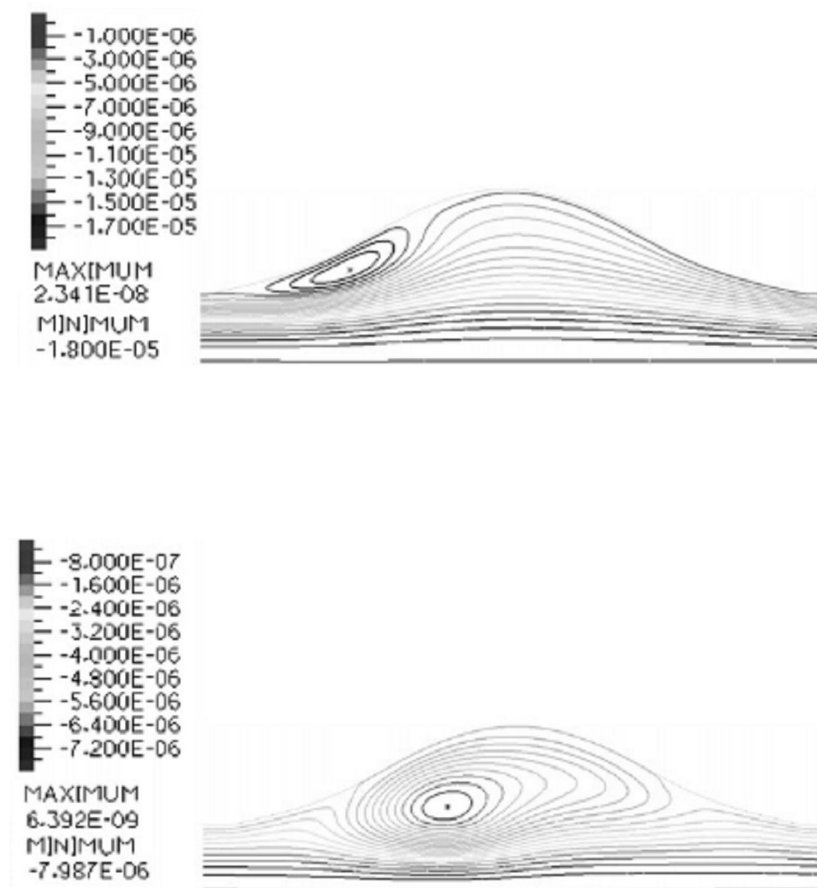 -1.000E-06
-3.000E-06
-5.000E-06
-7.000E-06
-9.000E-06
-1.100E-05
-1.300E-05
-1.500E-05
-1.700E-05
MAXIMUM
2.341E-08
MINIMUM
-1.800E-05
-8.000E-07
-1.600E-06
-2.400E-06
-3.200E-06
-4.000E-06
-4.800E-06
-5.600E-06
-6.400E-06
-7.200E-06
MAXIMUM
6.392E-09
MINIMUM
-7.987E-06